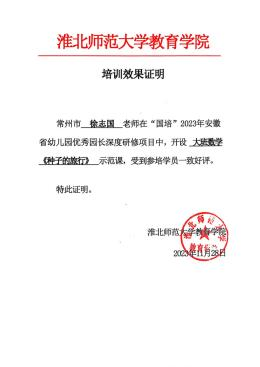 淮北师范大学教育学院
培训效果证明
常州市 徐志国 老师在“国培”2023年安徽
省幼儿园优秀园长深度研修项目中，开设 大班数学
《种子的旅行》 示范课，受到参培学员一致好评。
特此证明。
淮北师范大学教育学院
2023年11月28日